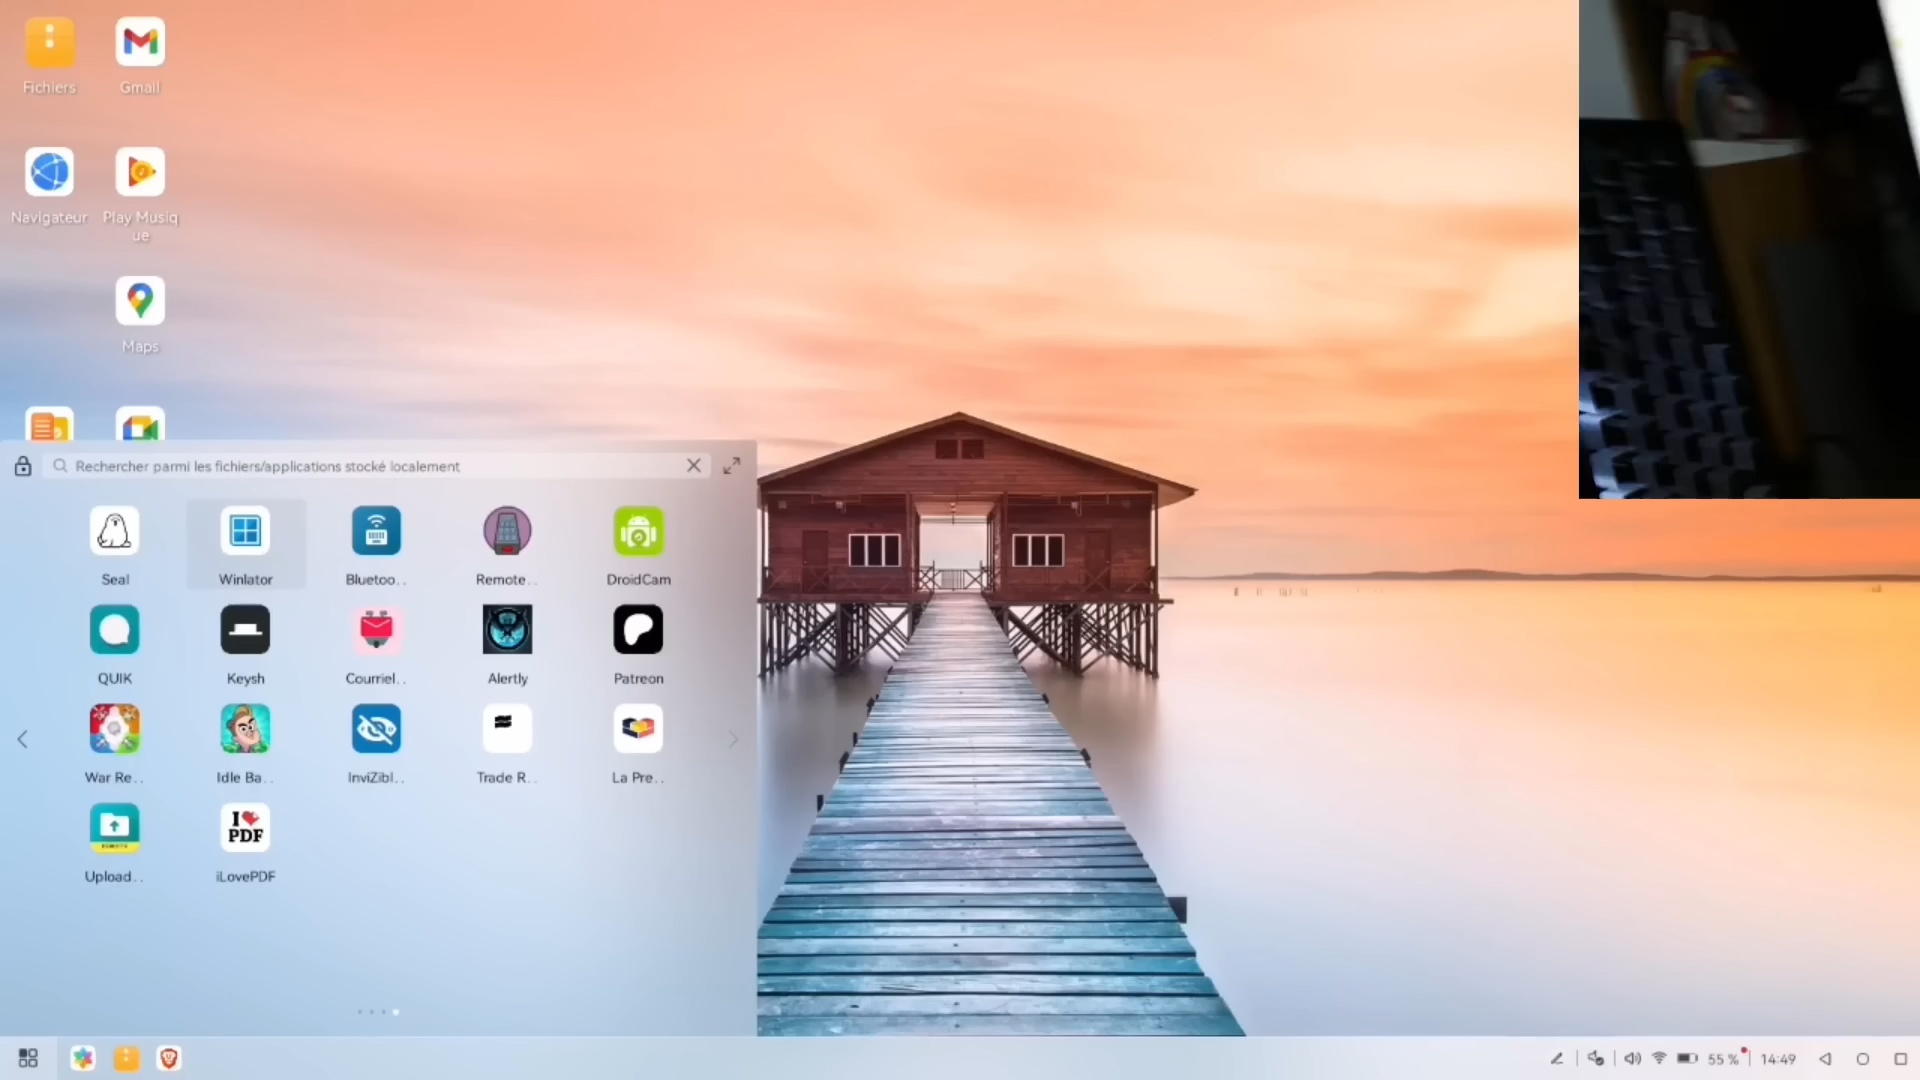 Fichiers
Gmail
Navigateur
Play Musiq
ue
Maps
Rechercher parmi les fichiers/applications stocké localement
Seal
Winlator
Bluetoo..
Remote..
DroidCam
QUIK
Keysh
Courriel..
Alertly
Patreon
War Re..
Idle Ba..
InviZibl..
Trade R..
La Pre..
I
PDF
Upload..
iLovePDF
55 %
14:49